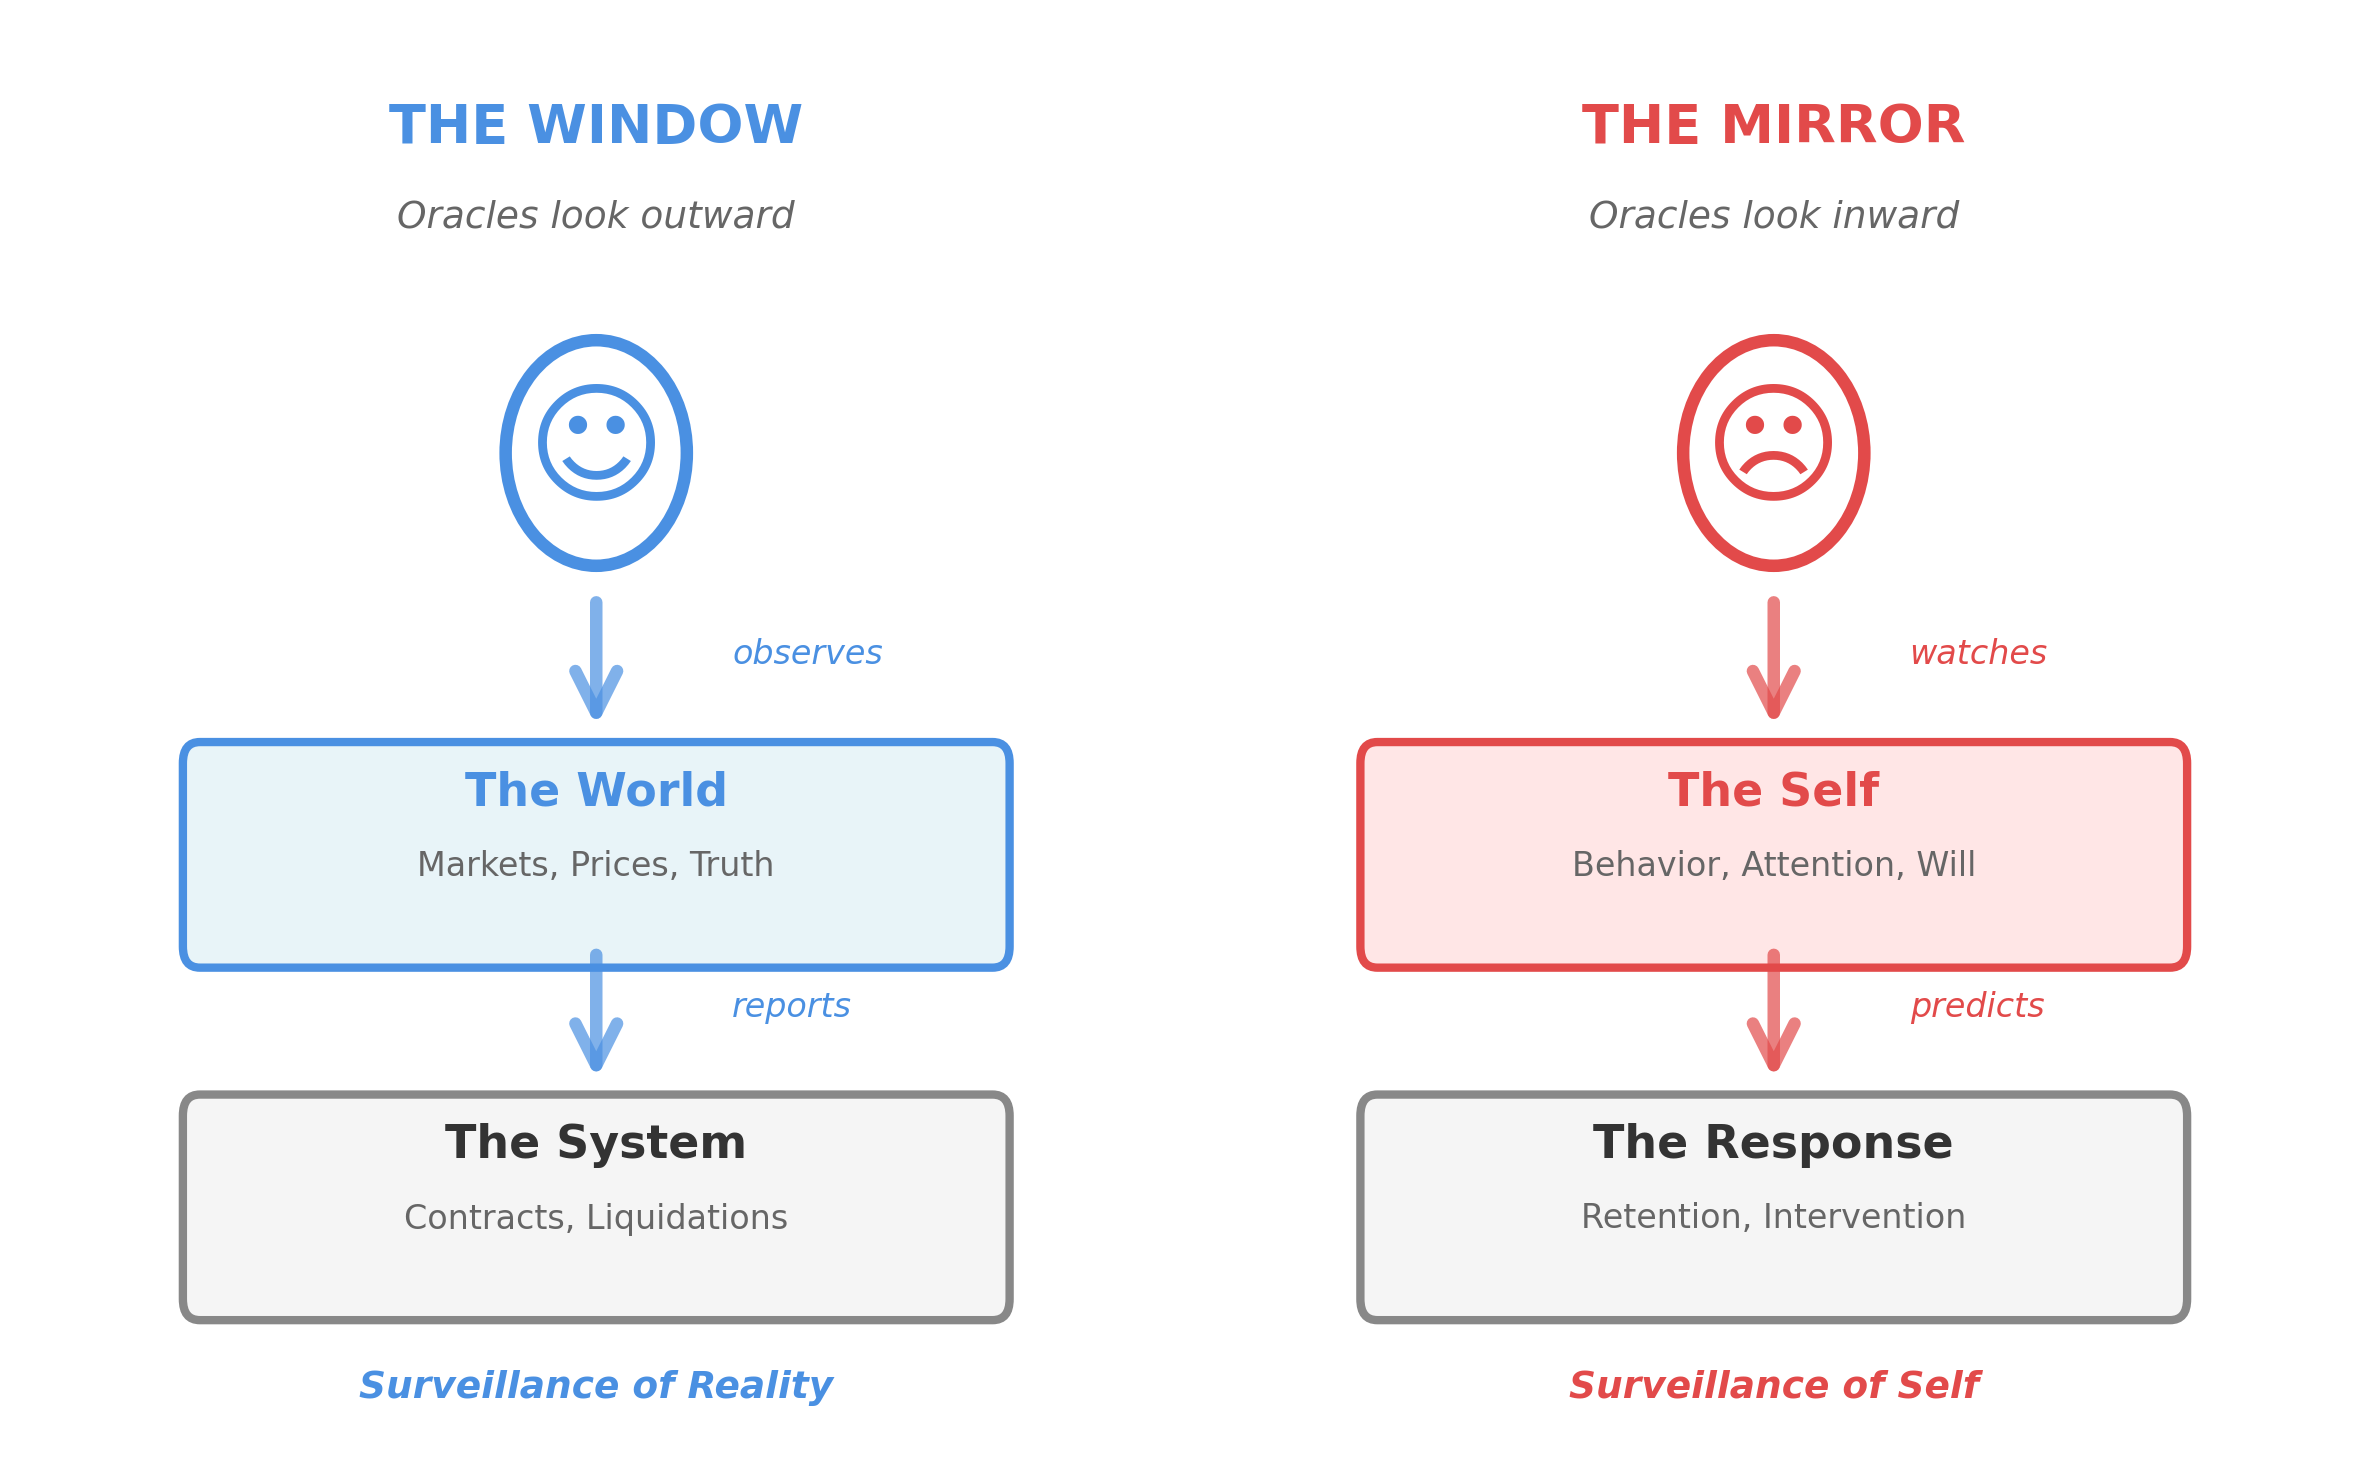 THE WINDOW
Oracles look outward
observes
The World
Markets, Prices, Truth
reports
The System
Contracts, Liquidations
Surveillance of Reality
THE MIRROR
Oracles look inward
watches
The Self
Behavior, Attention, Will
predicts
The Response
Retention, Intervention
Surveillance of Self